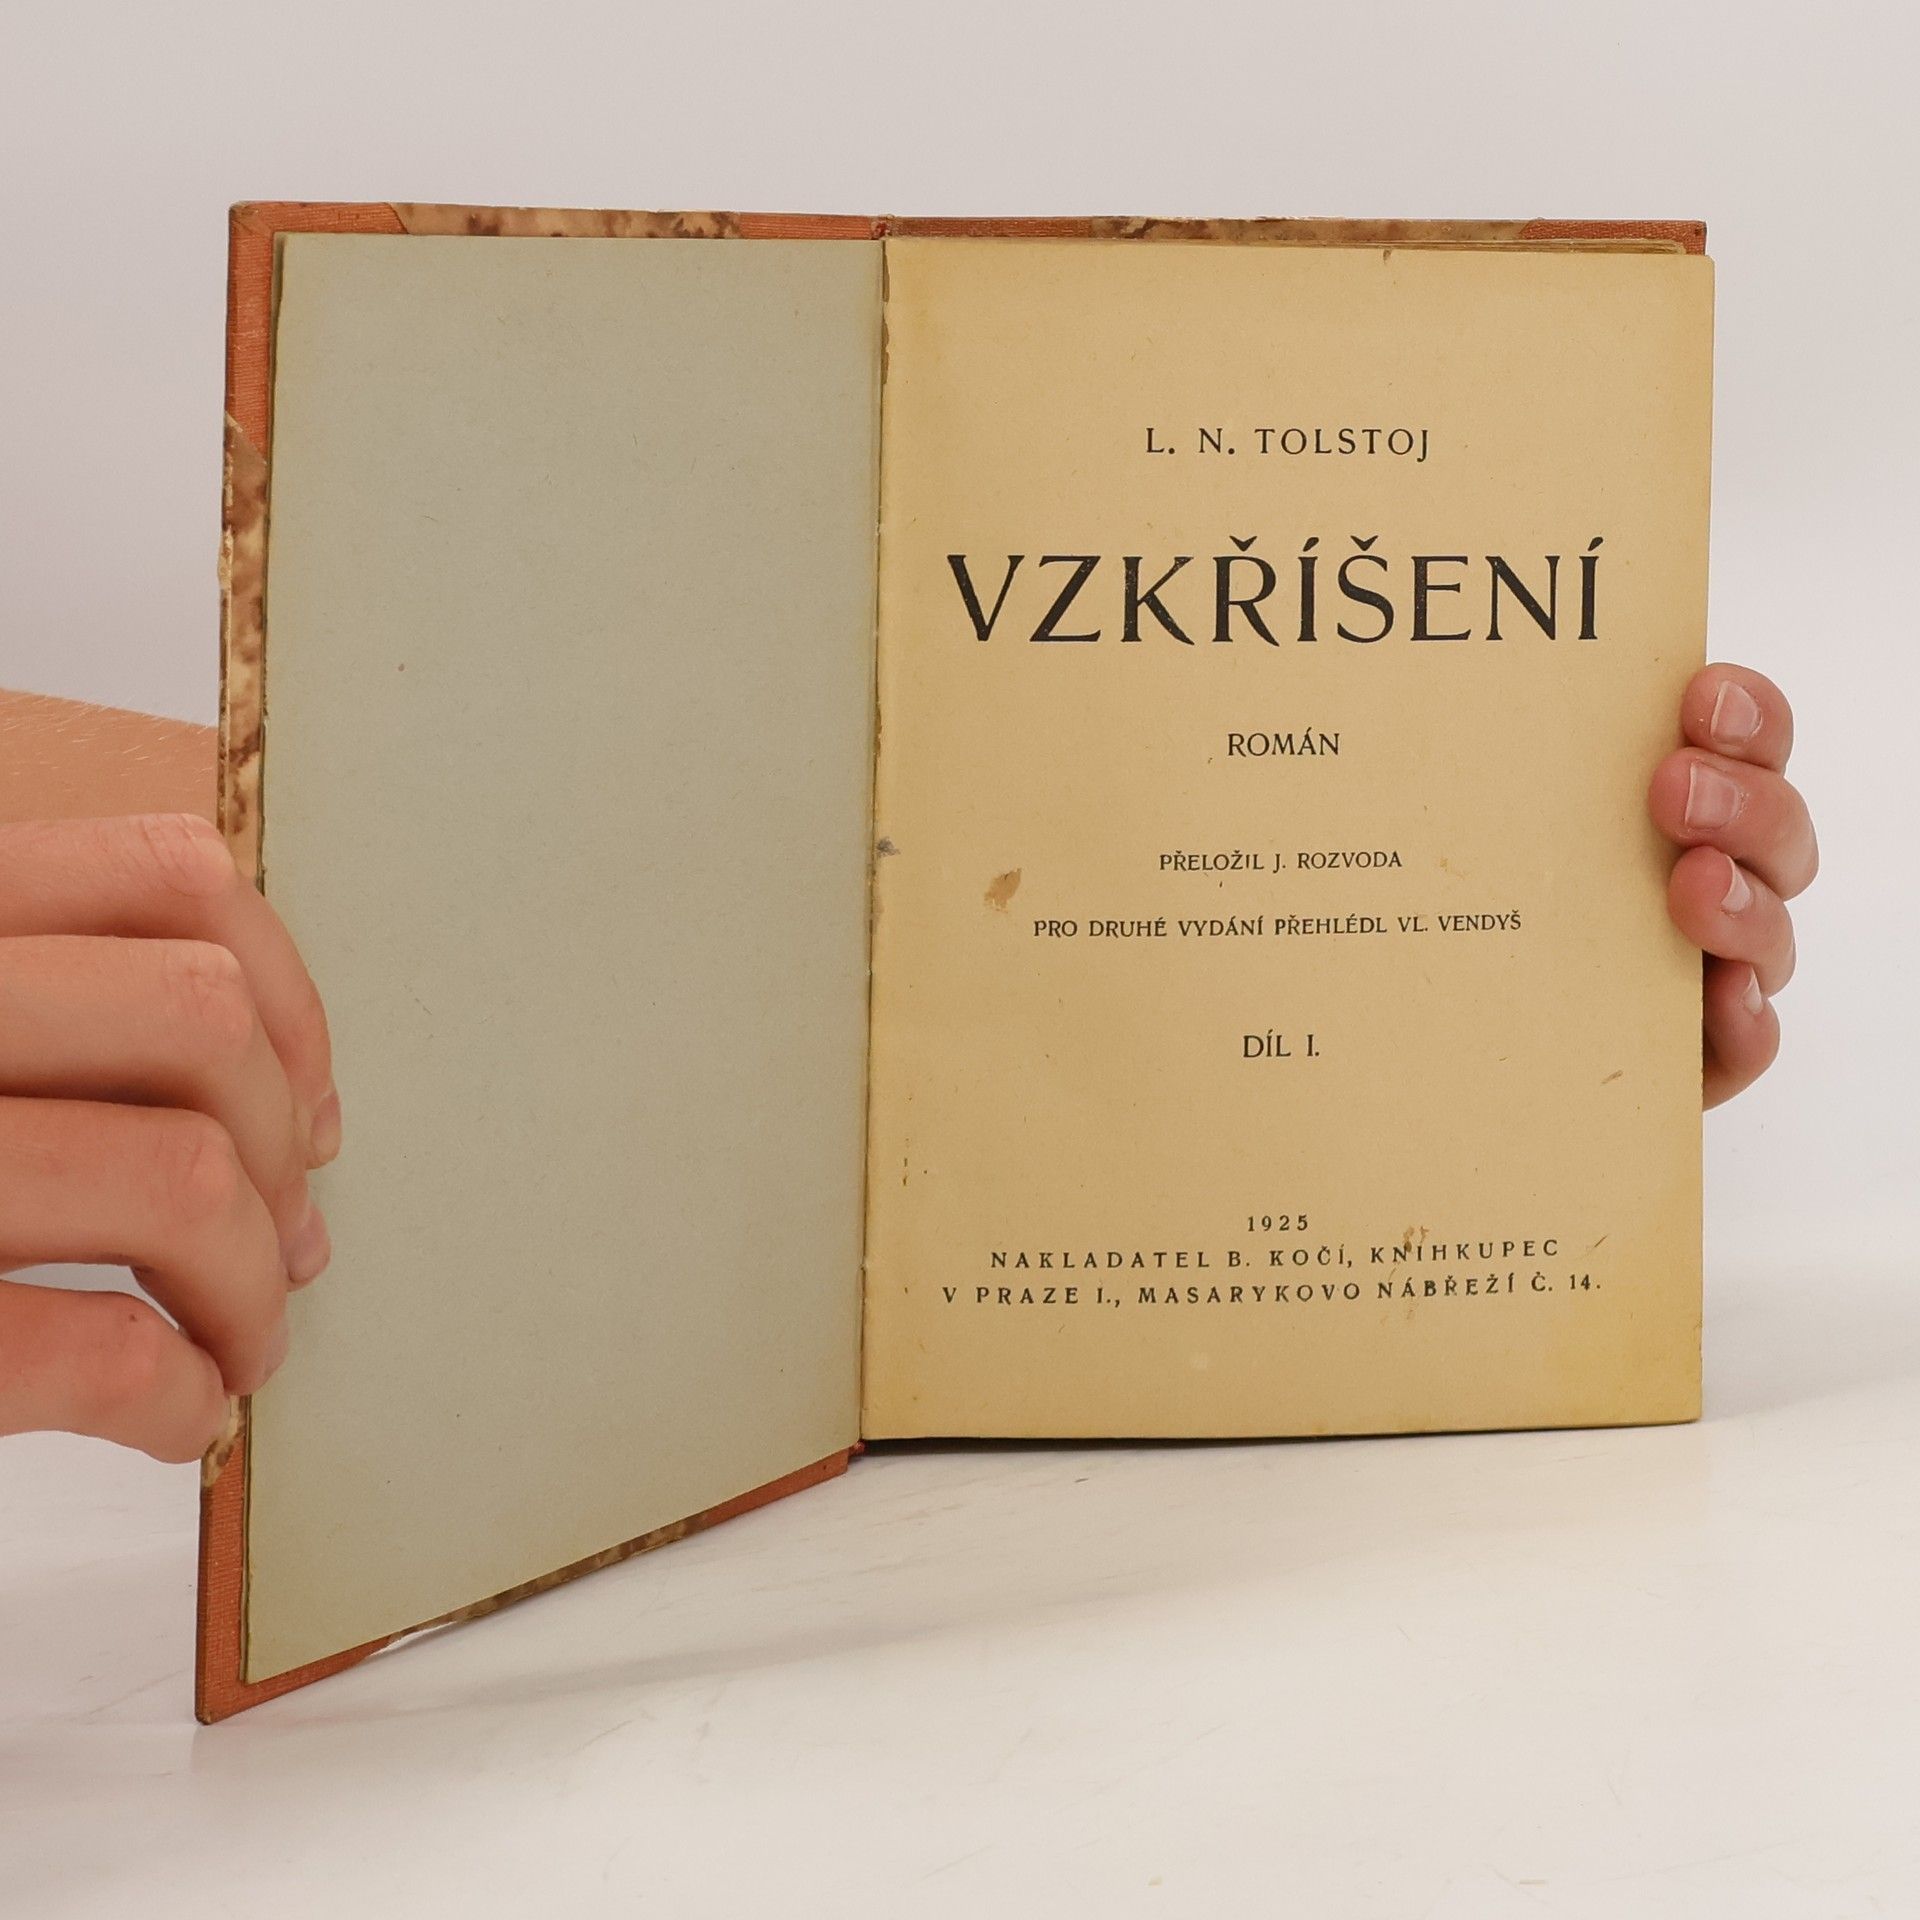 L. N. TOLSTOJ
VZKŘÍŠENÍ
ROMÁN
PŘELOŽIL J. ROZVODA
PRO DRUHÉ VYDÁNÍ PŘEHLÉDL VL. VENDYŠ
DÍL I.
1925
NAKLADATEL B. KOČÍ, KNIHKUPEC
V PRAZE I., MASARYKOVO NÁBŘEŽÍ Č. 14.